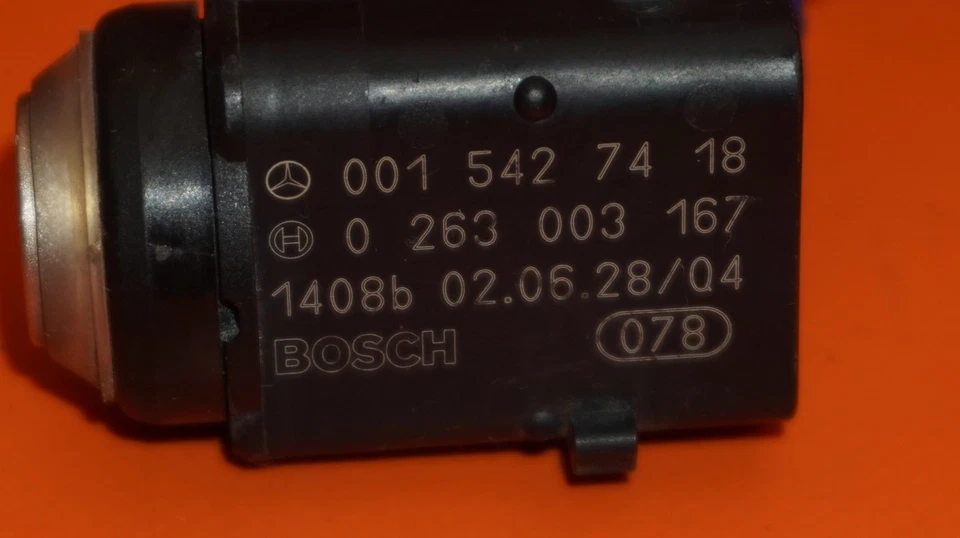 001 542 74 18
0 263 003 167
1408b 02.06.28/Q4
BOSCH 078